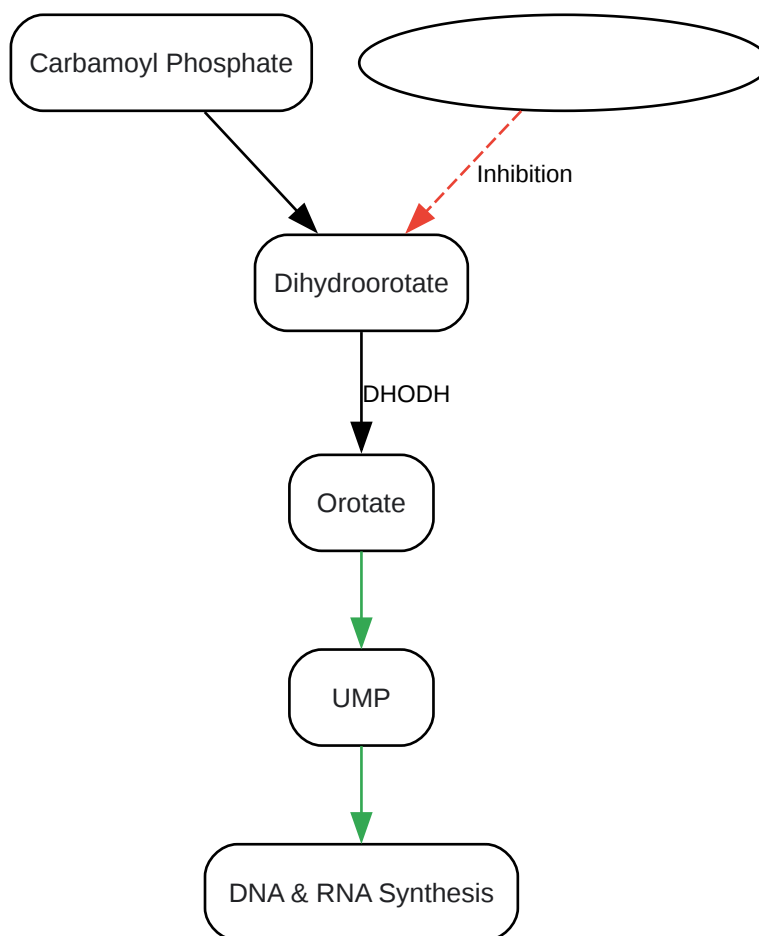 Carbamoyl Phosphate
Inhibition
Dihydroorotate
DHODH
Orotate
UMP
DNA & RNA Synthesis